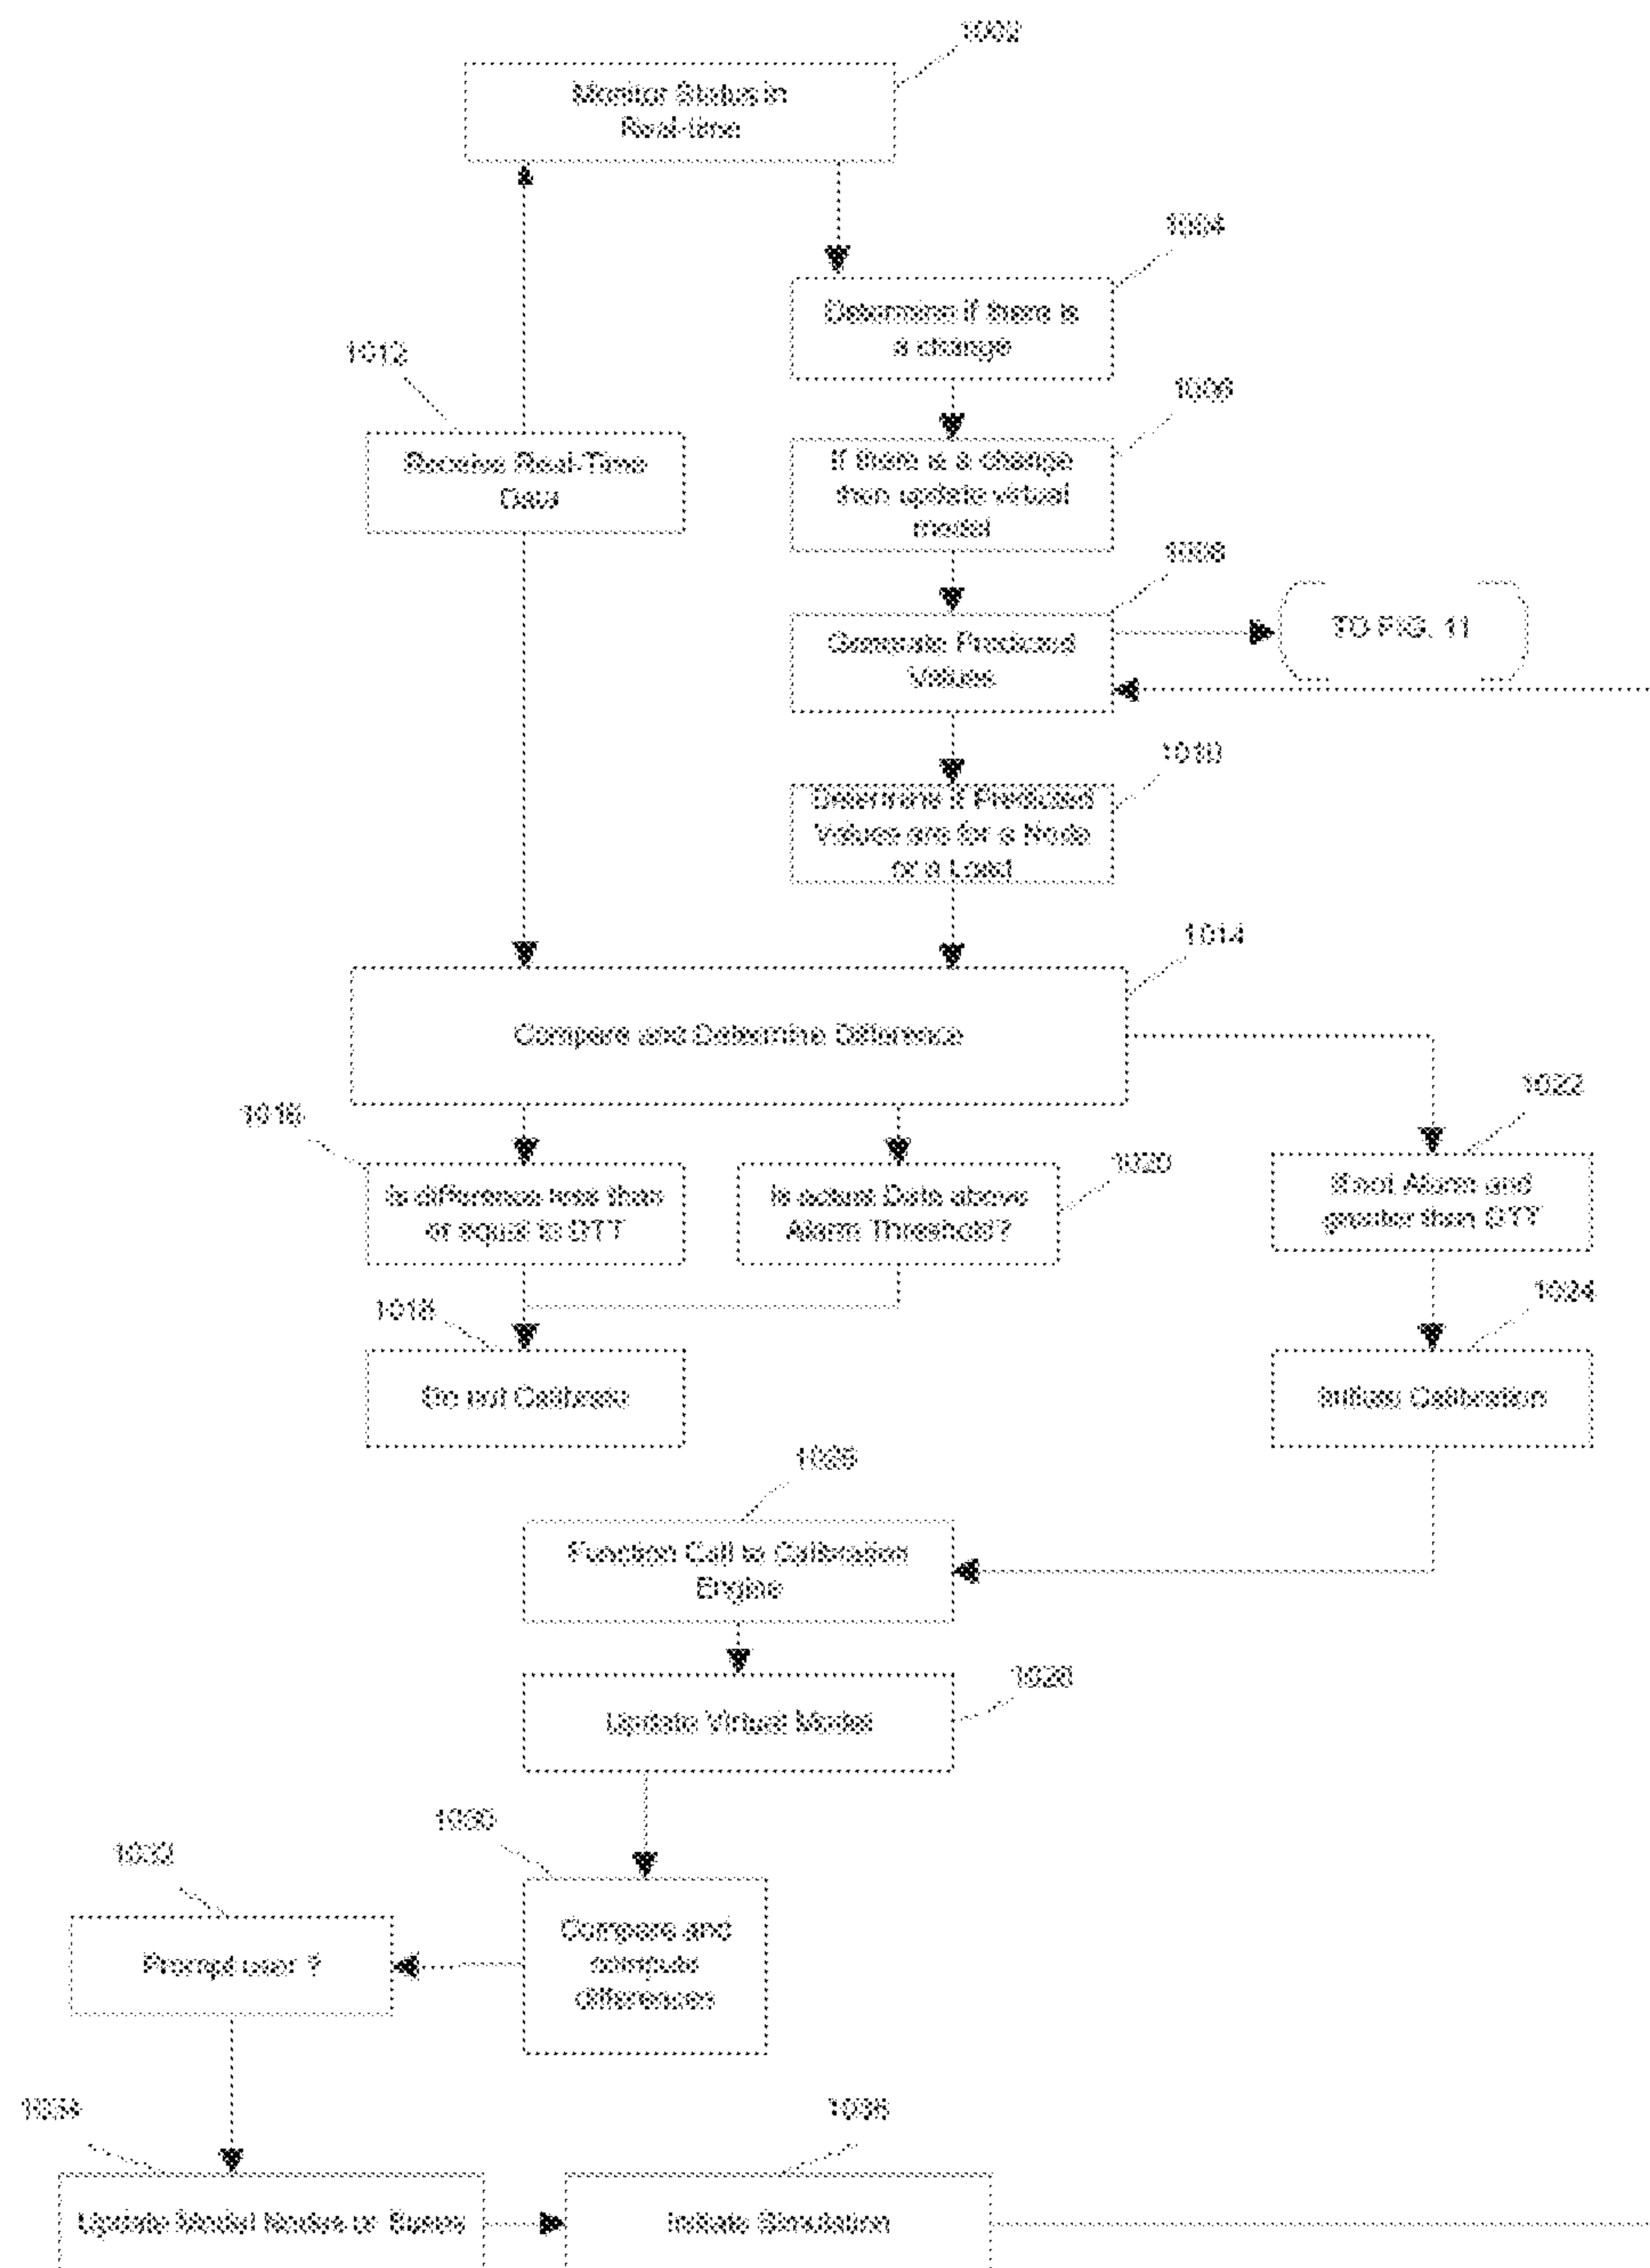 1002
Monitor Status in
Real-time
1004
Determine if there is
a change
1012
1006
Receive Real-Time
Data
If there is a change
then update virtual
model
1008
Generate Predicted
Values
TO FIG. 11
1010
Determine if Predicted
Values are for a Node
or a Load
1014
Compare and Determine Difference
1022
1016
1020
Is difference less than
or equal to DTT
Is actual Data above
Alarm Threshold?
If not Alarm and
greater than DTT
1018
1024
Do not Calibrate
Initiate Calibration
1026
Function Call to Calibration
Engine
1028
Update Virtual Model
1030
1032
Compare and
compute
differences
Prompt user ?
1034
1036
Update Model Nodes or Buses
Initiate Simulation